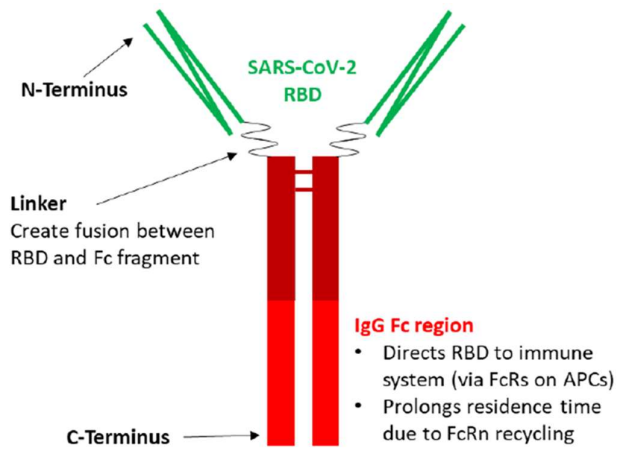 SARS-CoV-2
RBD
N-Terminus
Linker
Create fusion between
RBD and Fc fragment
IgG Fc region
• Directs RBD to immune
system (via FcRs on APCs)
• Prolongs residence time
due to FcRn recycling
C-Terminus